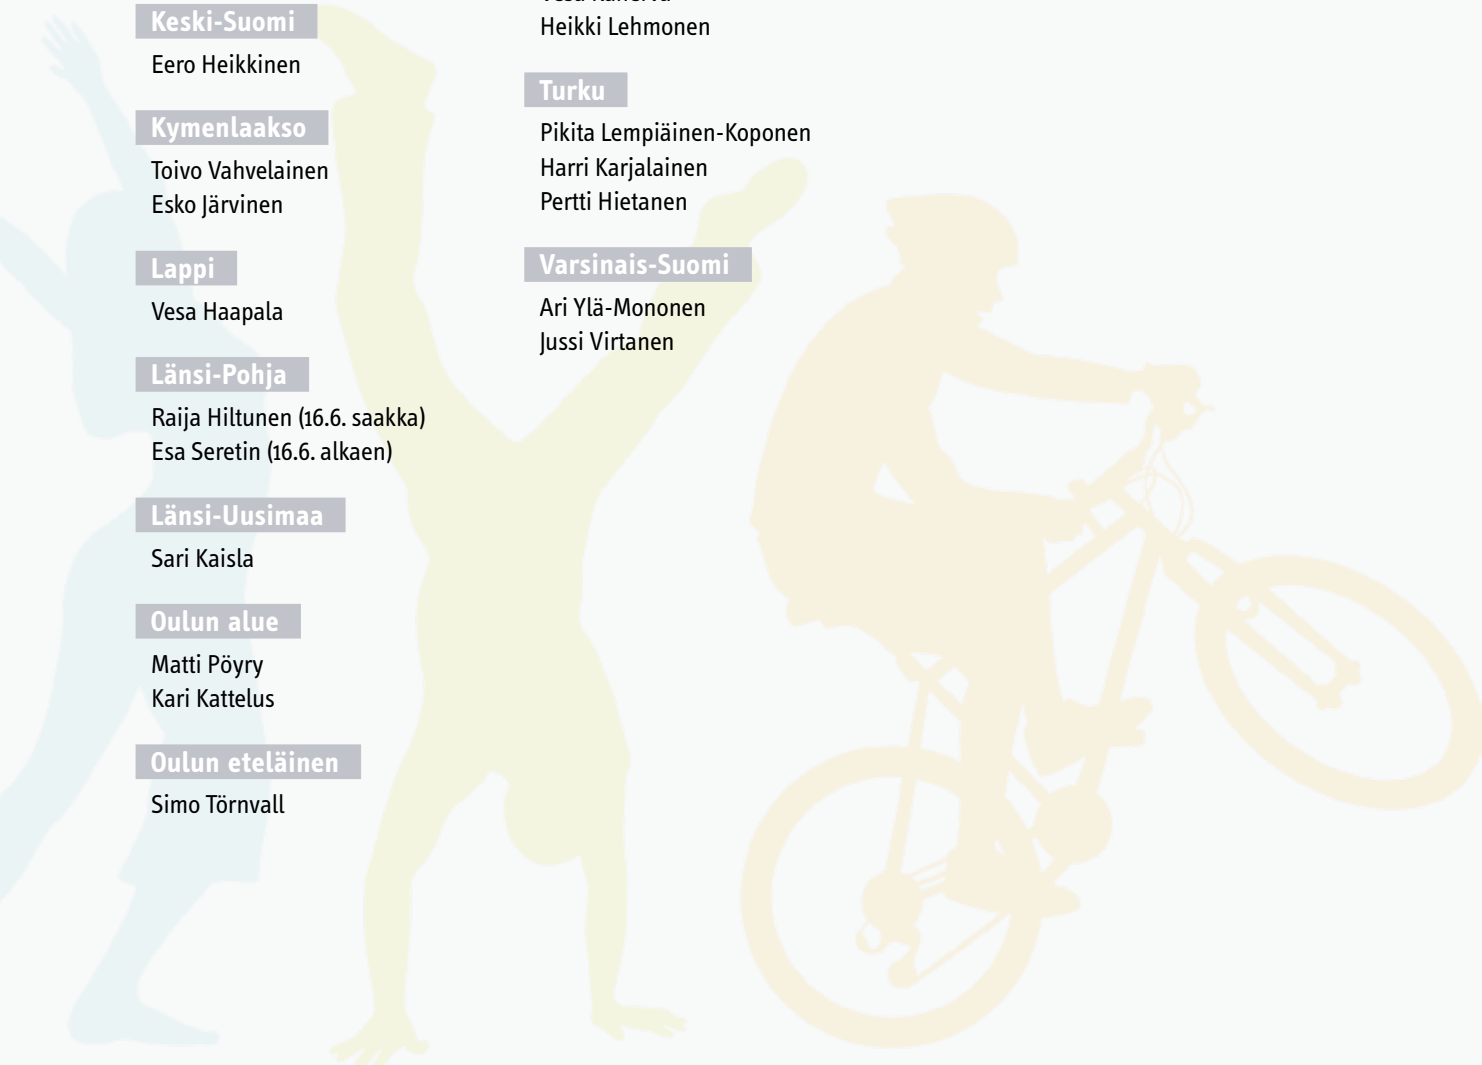 Keski-Suomi
Eero Heikkinen
Kymenlaakso
Toivo Vahvelainen
Esko Järvinen
Lappi
Vesa Haapala
Länsi-Pohja
Raija Hiltunen (16.6. saakka)
Esa Seretin (16.6. alkaen)
Länsi-Uusimaa
Sari Kaisla
Oulun alue
Matti Pöyry
Kari Kattelus
Oulun eteläinen
Simo Törnvall
Heikki Lehmonen
Turku
Pikita Lempiäinen-Koponen
Harri Karjalainen
Pertti Hietanen
Varsinais-Suomi
Ari Ylä-Mononen
Jussi Virtanen